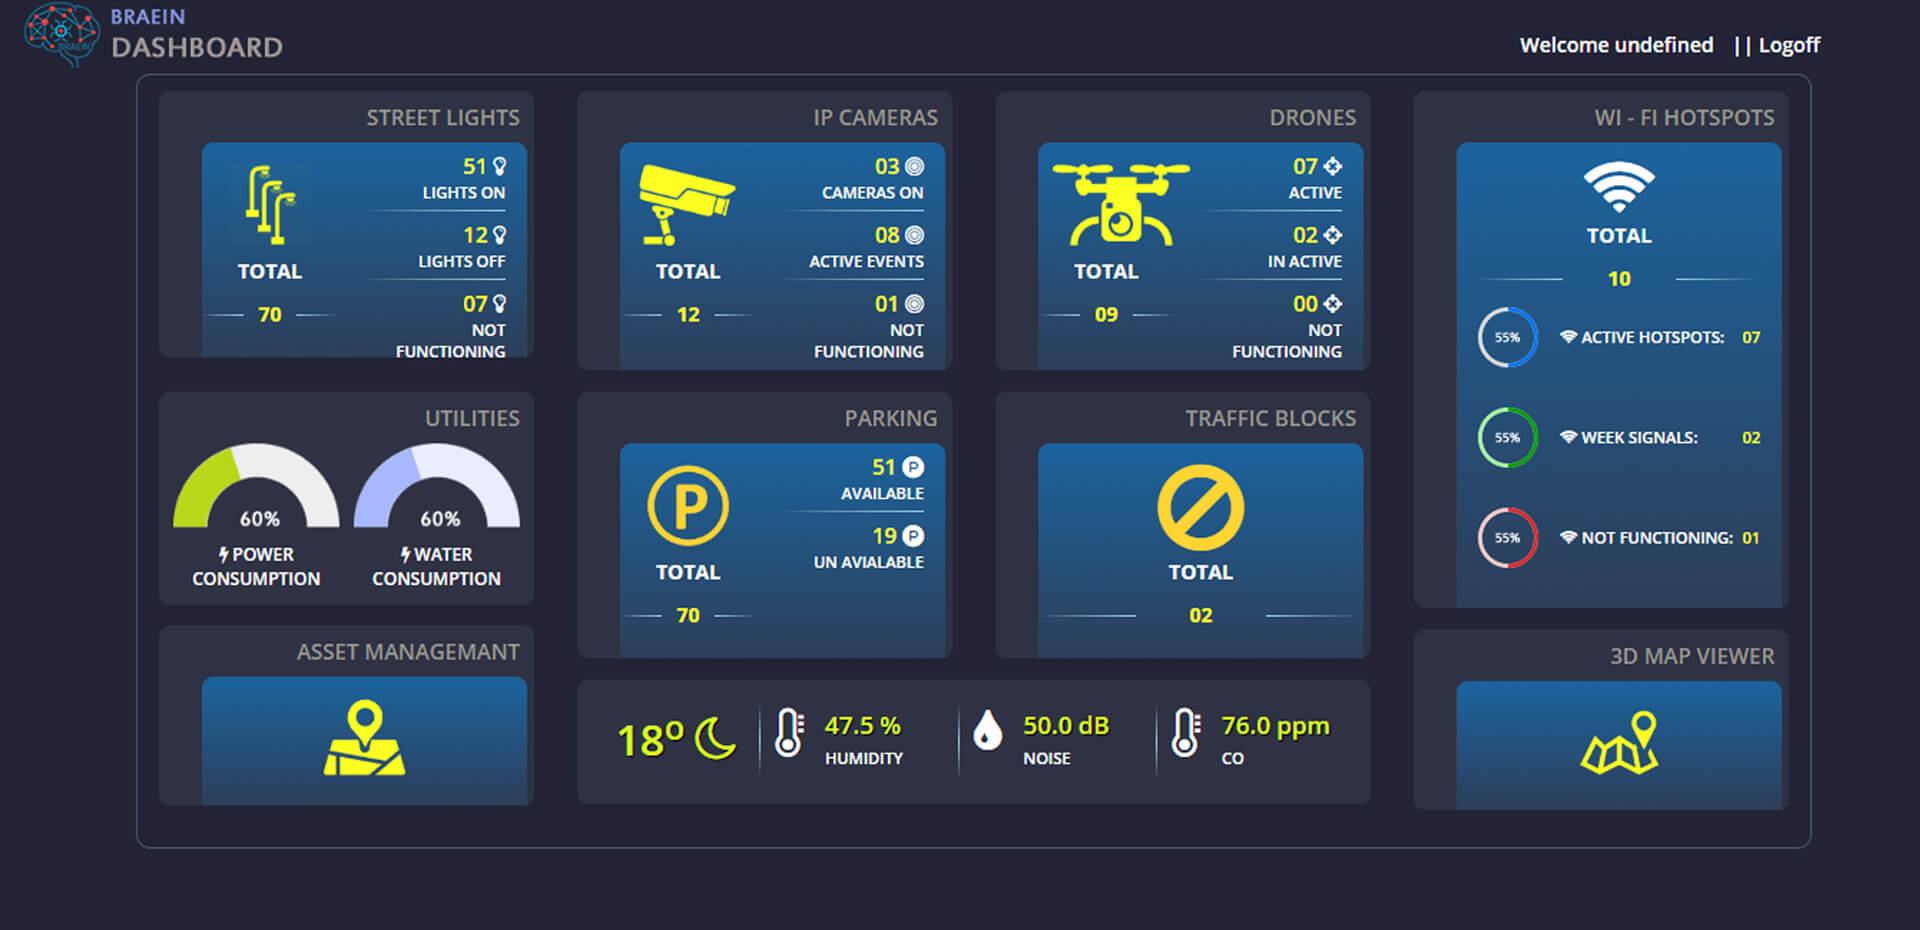 BRAEIN
DASHBOARD
Welcome undefined || Logoff
STREET LIGHTS
51
LIGHTS ON
12
LIGHTS OFF
07
NOT
FUNCTIONING
TOTAL
70
IP CAMERAS
03
CAMERAS ON
08
ACTIVE EVENTS
01
NOT
FUNCTIONING
TOTAL
12
DRONES
07
ACTIVE
02
IN ACTIVE
00
NOT
FUNCTIONING
TOTAL
09
WI - FI HOTSPOTS
TOTAL
10
55% ACTIVE HOTSPOTS: 07
55% WEEK SIGNALS: 02
55% NOT FUNCTIONING: 01
UTILITIES
60%
POWER
CONSUMPTION
60%
WATER
CONSUMPTION
PARKING
P
51 P
AVAILABLE
19 P
UN AVIALABLE
TOTAL
70
TRAFFIC BLOCKS
TOTAL
02
ASSET MANAGEMANT
18º
47.5 %
HUMIDITY
50.0 dB
NOISE
76.0 ppm
CO
3D MAP VIEWER